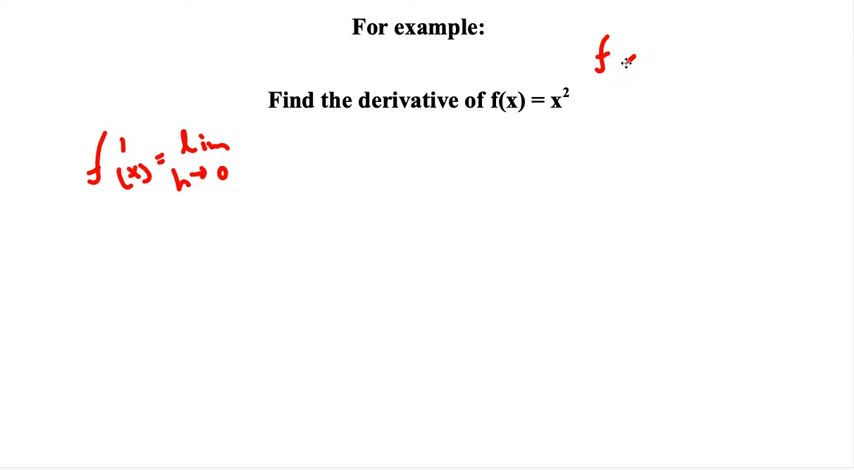 For example:
f
Find the derivative of f(x) = x²
f'(x) = lim
h→0